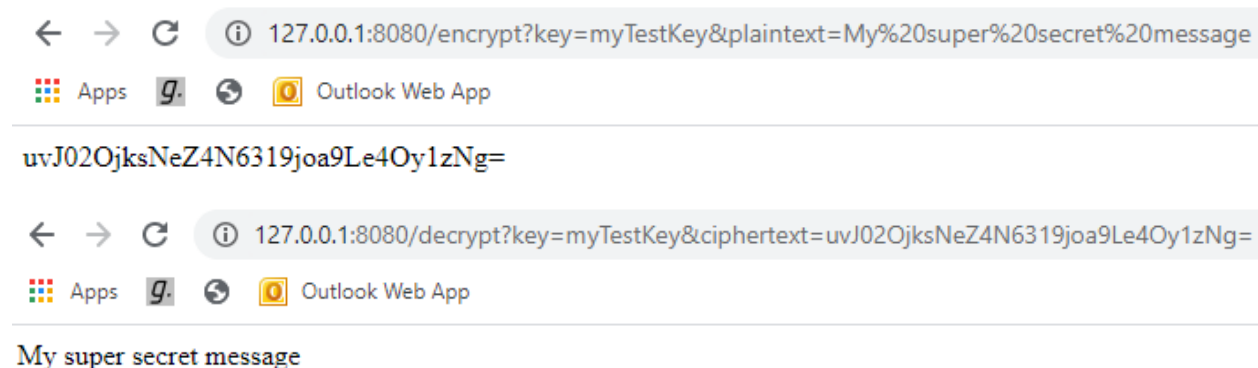 127.0.0.1:8080/encrypt?key=myTestKey&plaintext=My%20super%20secret%20message
Apps g. Outlook Web App
uvJ02OjksNeZ4N6319joa9Le4Oy1zNg=
127.0.0.1:8080/decrypt?key=myTestKey&ciphertext=uvJ02OjksNeZ4N6319joa9Le4Oy1zNg=
Apps g. Outlook Web App
My super secret message